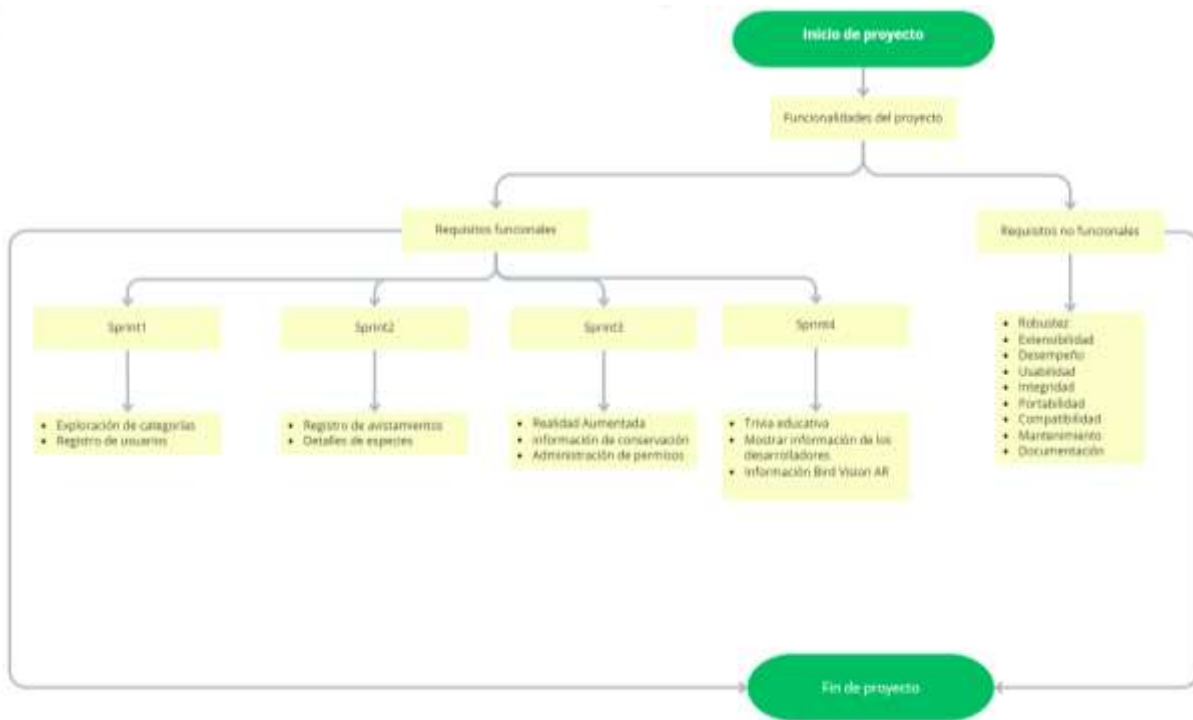 Inicio de proyecto
Funcionalidades del proyecto
Requisitos funcionales
Requisitos no funcionales
Sprint1
Sprint2
Sprint3
Sprint4
• Exploración de categorías
• Registro de usuarios
• Registro de avistamientos
• Detalles de especies
• Realidad Aumentada
• Información de conservación
• Administración de permisos
• Trivia educativa
• Mostrar información de los
desarrolladores
• Información Bird Vision AR
• Robustez
• Extensibilidad
• Desempeño
• Usabilidad
• Integridad
• Portabilidad
• Compatibilidad
• Mantenimiento
• Documentación
Fin de proyecto